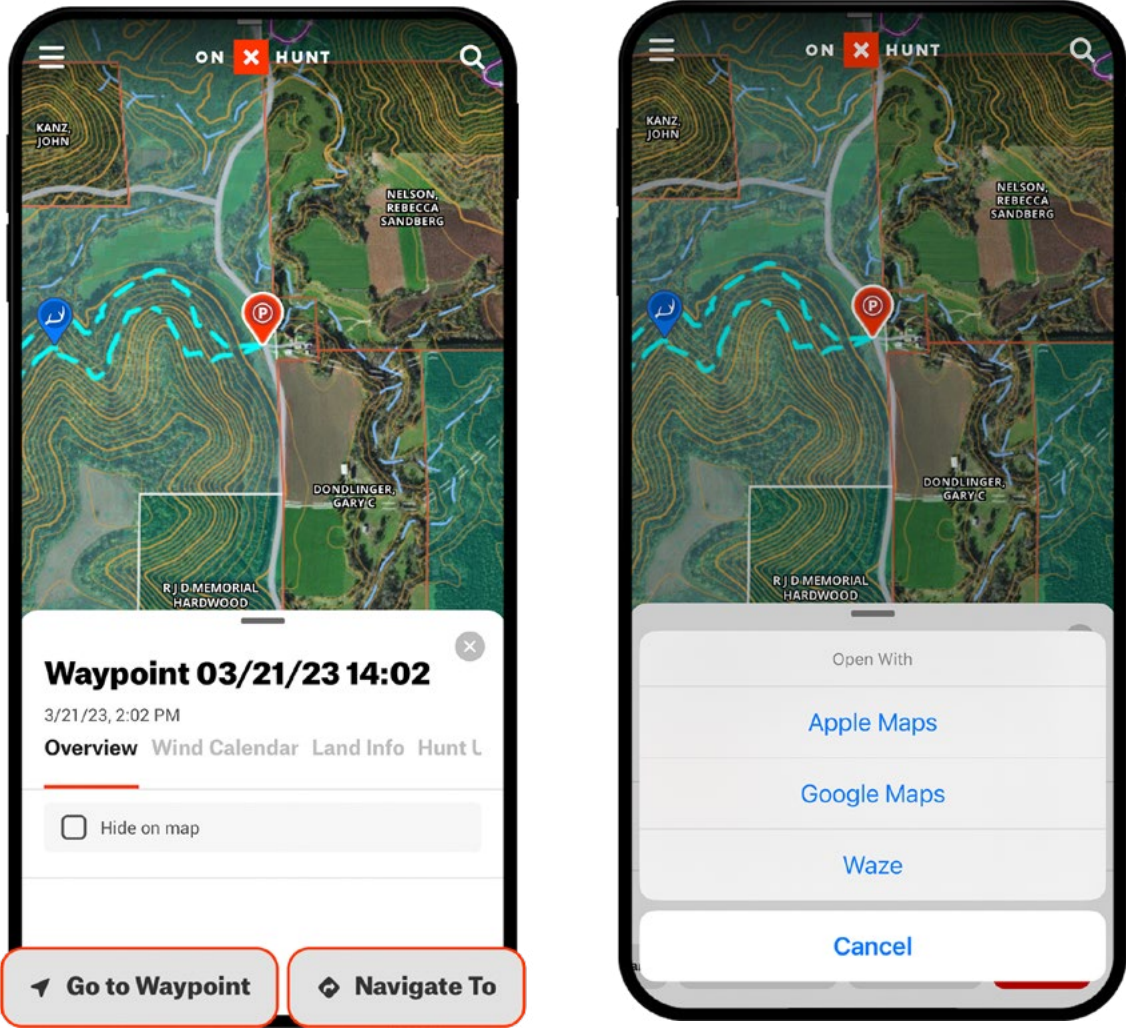 ON X HUNT
KANZ,
JOHN
NELSON,
REBECCA
SANDBERG
P
DONDLINGER,
GARY C
R J D MEMORIAL
HARDWOOD
Waypoint 03/21/23 14:02
3/21/23, 2:02 PM
Overview Wind Calendar Land Info Hunt U
Hide on map
Go to Waypoint Navigate To
ON X HUNT
KANZ,
JOHN
NELSON,
REBECCA
SANDBERG
P
DONDLINGER,
GARY C
R J D MEMORIAL
HARDWOOD
Open With
Apple Maps
Google Maps
Waze
Cancel